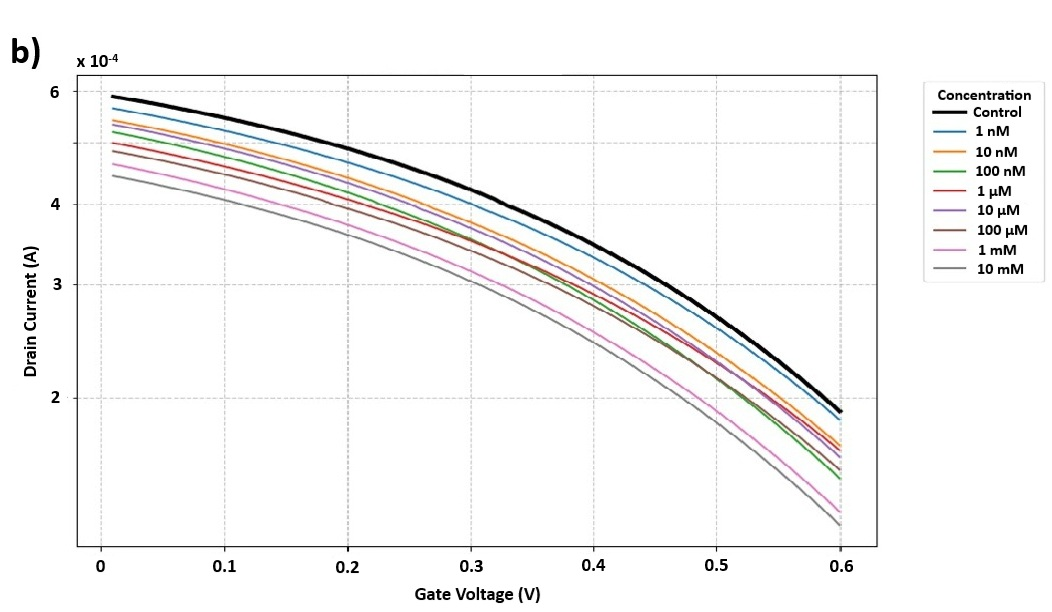 b)
x 10⁻⁴
6
4
3
2
Drain Current (A)
0 0.1 0.2 0.3 0.4 0.5 0.6
Gate Voltage (V)
Concentration
Control
1 nM
10 nM
100 nM
1 µM
10 µM
100 µM
1 mM
10 mM